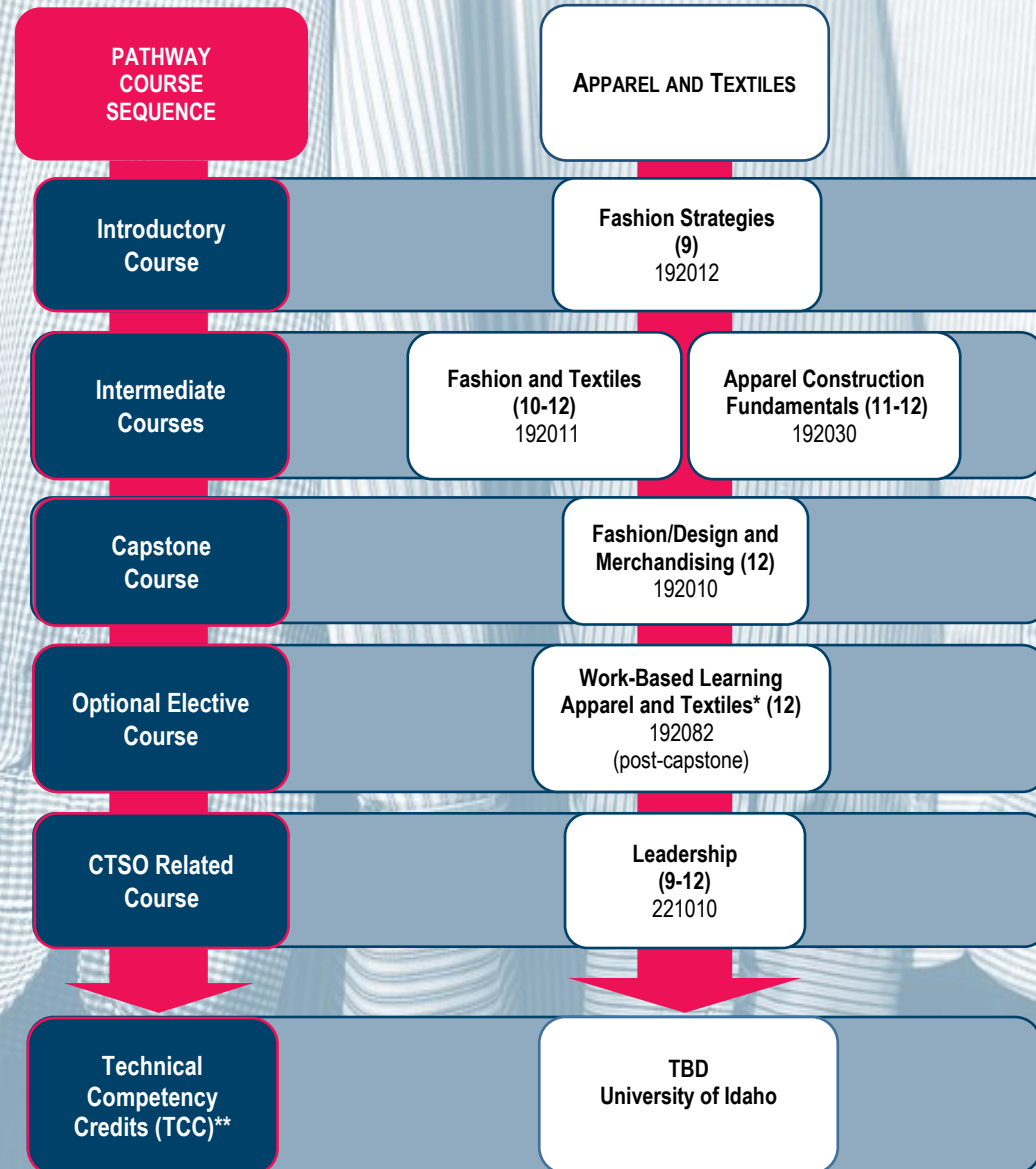 PATHWAY
COURSE
SEQUENCE
APPAREL AND TEXTILES
Introductory
Course
Fashion Strategies
(9)
192012
Intermediate
Courses
Fashion and Textiles
(10-12)
192011
Apparel Construction
Fundamentals (11-12)
192030
Capstone
Course
Fashion/Design and
Merchandising (12)
192010
Optional Elective
Course
Work-Based Learning
Apparel and Textiles* (12)
192082
(post-capstone)
CTSO Related
Course
Leadership
(9-12)
221010
Technical
Competency
Credits (TCC)**
TBD
University of Idaho